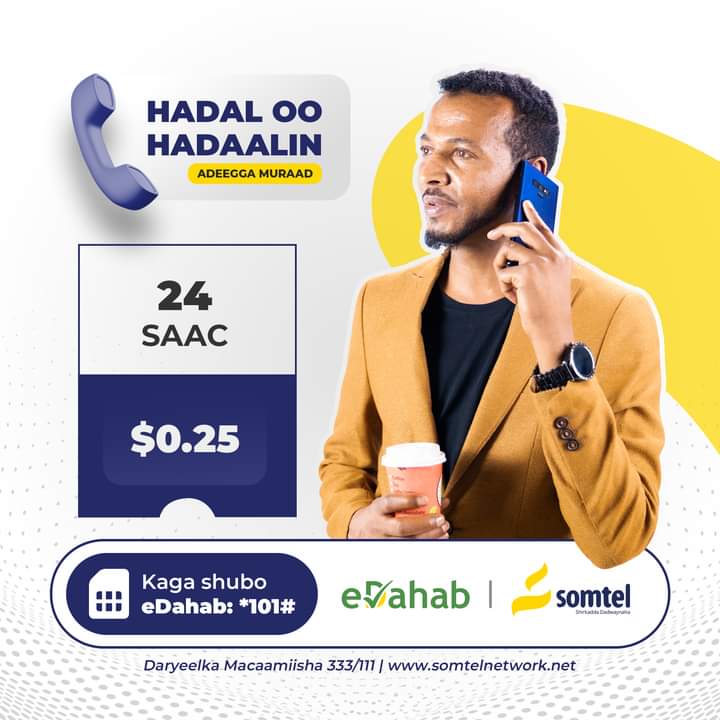 HADAL OO
HADAALIN
ADEEGGA MURAAD
24
SAAC
$0.25
Kaga shubo
eDahab: *101#
eDahab
somtel
Shirkadda Dadweynaha
Daryeelka Macaamiisha 333/111 | www.somtelnetwork.net